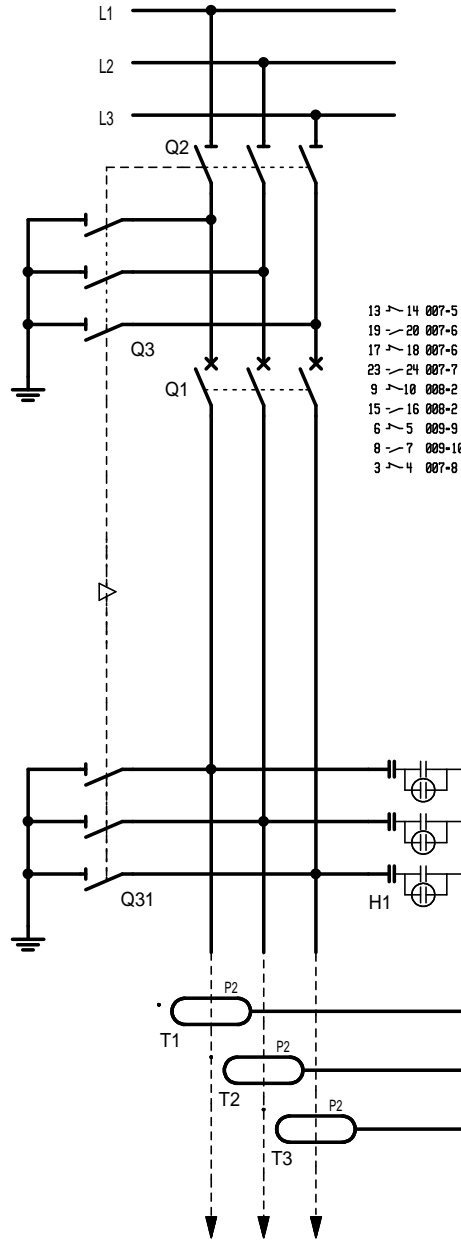 L1
L2
L3
Q2
Q3
Q1
13 14 007-5
19 20 007-6
17 18 007-6
23 24 007-7
9 10 008-2
15 16 008-2
6 5 009-9
8 7 009-10
3 4 007-8
Q31
H1
P2
T1
P2
T2
P2
T3